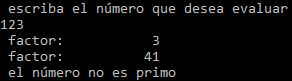 escriba el número que desea evaluar
123
factor: 3
factor: 41
el número no es primo